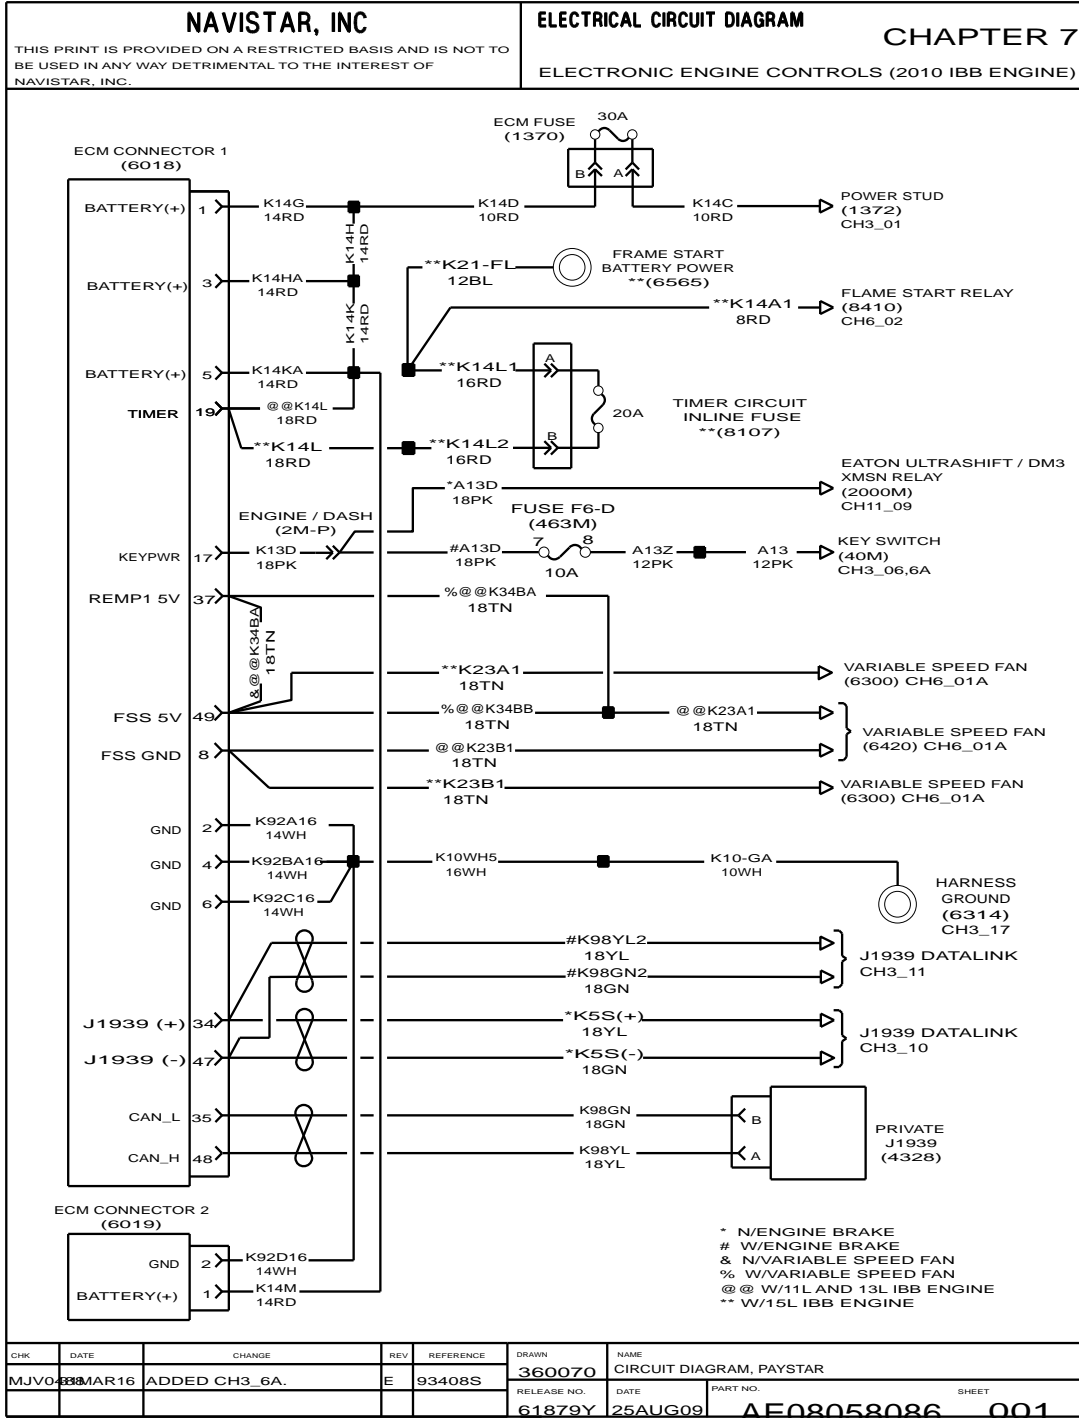 NAVISTAR, INC
THIS PRINT IS PROVIDED ON A RESTRICTED BASIS AND IS NOT TO
BE USED IN ANY WAY DETRIMENTAL TO THE INTEREST OF
NAVISTAR, INC.
ELECTRICAL CIRCUIT DIAGRAM
CHAPTER 7
ELECTRONIC ENGINE CONTROLS (2010 IBB ENGINE)
ECM FUSE
(1370)
30A
B
A
ECM CONNECTOR 1
(6018)
BATTERY(+)
1
K14G
14RD
K14D
10RD
K14C
10RD
POWER STUD
(1372)
CH3_01
K14H
14RD
**K21-FL
12BL
FRAME START
BATTERY POWER
**(6565)
BATTERY(+)
3
K14HA
14RD
**K14A1
8RD
FLAME START RELAY
(8410)
CH6_02
K14K
14RD
BATTERY(+)
5
K14KA
14RD
**K14L1
16RD
A
20A
TIMER CIRCUIT
INLINE FUSE
**(8107)
TIMER
19
@@K14L
18RD
**K14L
18RD
**K14L2
16RD
B
*A13D
18PK
EATON ULTRASHIFT / DM3
XMSN RELAY
(2000M)
CH11_09
ENGINE / DASH
(2M-P)
FUSE F6-D
(463M)
7
8
10A
KEYPWR
17
K13D
18PK
#A13D
18PK
A13Z
12PK
A13
12PK
KEY SWITCH
(40M)
CH3_06,6A
REMP1 5V
37
%@@K34BA
18TN
&@@K34BA
18TN
**K23A1
18TN
VARIABLE SPEED FAN
(6300) CH6_01A
FSS 5V
49
%@@K34BB
18TN
@@K23A1
18TN
VARIABLE SPEED FAN
(6420) CH6_01A
FSS GND
8
@@K23B1
18TN
**K23B1
18TN
VARIABLE SPEED FAN
(6300) CH6_01A
GND
2
K92A16
14WH
GND
4
K92BA16
14WH
K10WH5
16WH
K10-GA
10WH
GND
6
K92C16
14WH
HARNESS
GROUND
(6314)
CH3_17
#K98YL2
18YL
#K98GN2
18GN
J1939 DATALINK
CH3_11
J1939 (+)
34
*K5S(+)
18YL
J1939 (-)
47
*K5S(-)
18GN
J1939 DATALINK
CH3_10
CAN_L
35
K98GN
18GN
B
CAN_H
48
K98YL
18YL
A
PRIVATE
J1939
(4328)
ECM CONNECTOR 2
(6019)
GND
2
K92D16
14WH
BATTERY(+)
1
K14M
14RD
* N/ENGINE BRAKE
# W/ENGINE BRAKE
& N/VARIABLE SPEED FAN
% W/VARIABLE SPEED FAN
@@ W/11L AND 13L IBB ENGINE
** W/15L IBB ENGINE
CHK DATE CHANGE REV REFERENCE
ADDED CH3_6A. E 93408S
DRAWN
360070
NAME
CIRCUIT DIAGRAM, PAYSTAR
RELEASE NO.
61879Y
DATE
25AUG09
PART NO.
AE08058086
SHEET
001